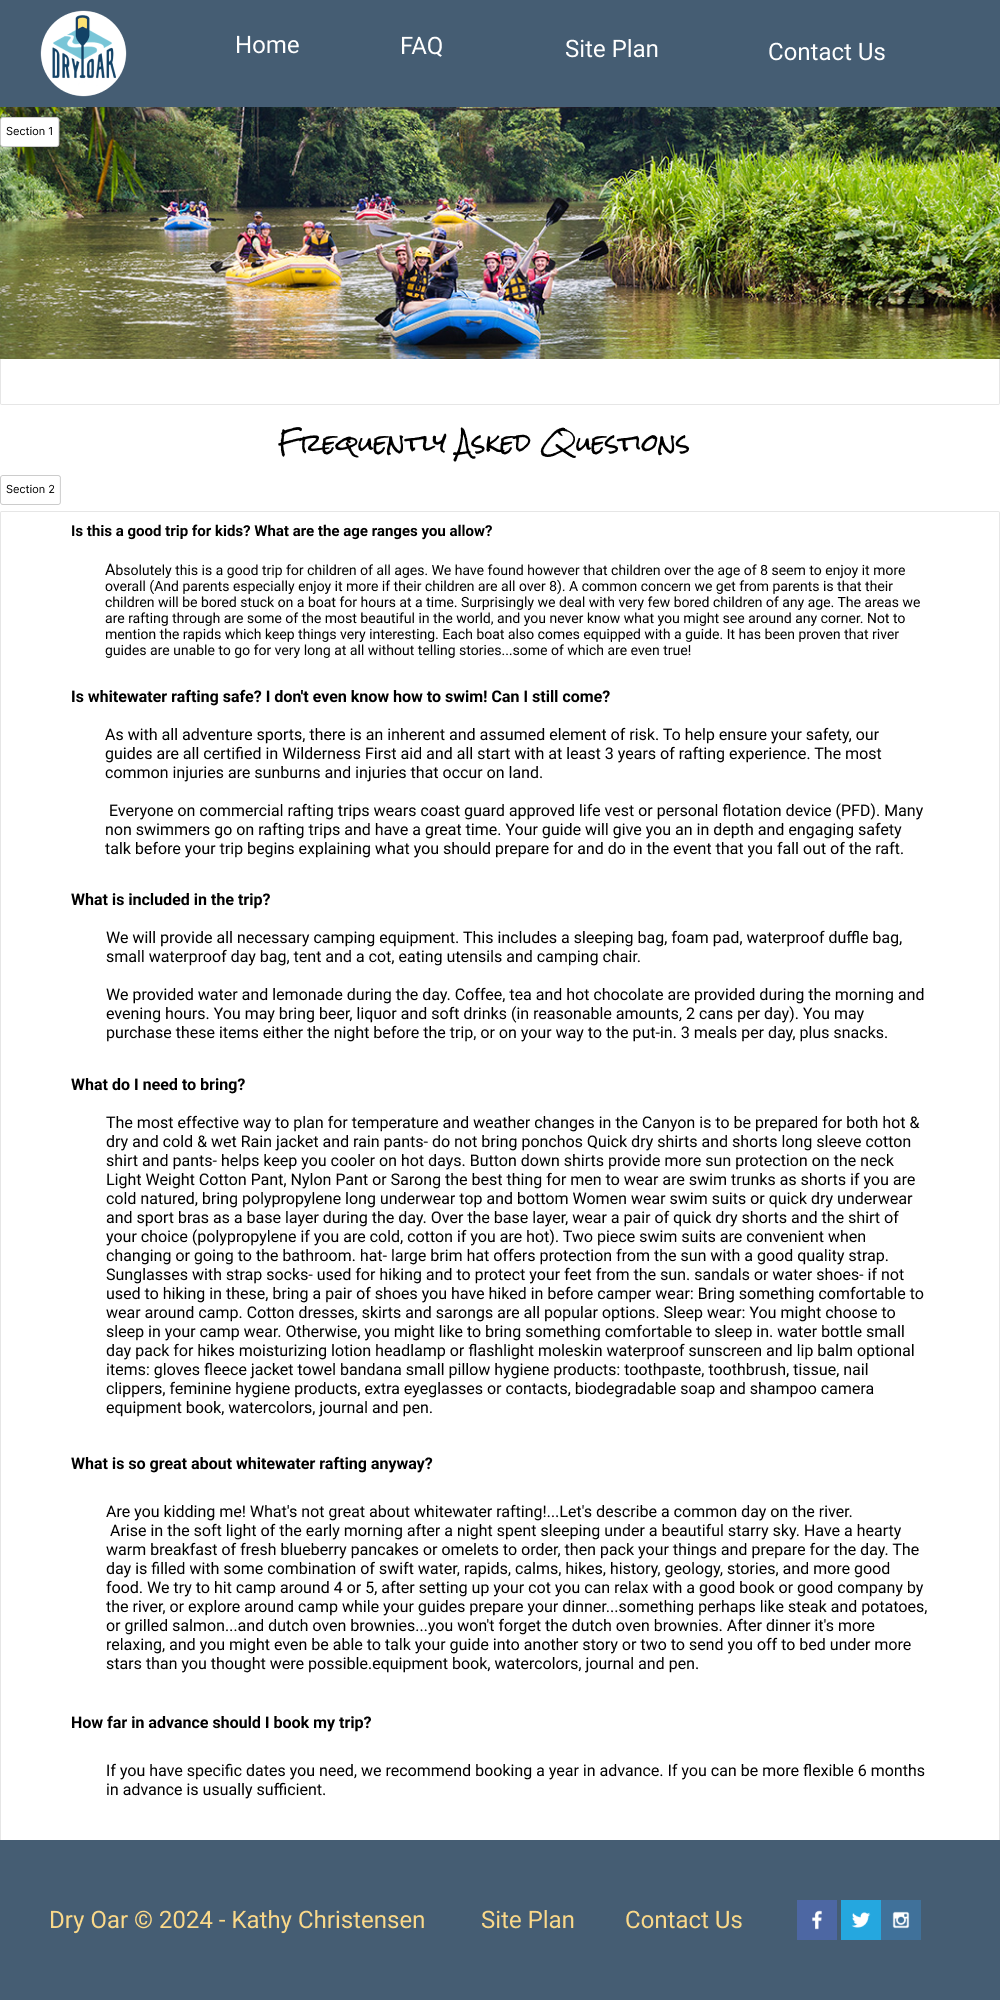 DRY OAR
Home
FAQ
Site Plan
Contact Us
Section 1
Frequently Asked Questions
Section 2
Is this a good trip for kids? What are the age ranges you allow?
Absolutely this is a good trip for children of all ages. We have found however that children over the age of 8 seem to enjoy it more
overall (And parents especially enjoy it more if their children are all over 8). A common concern we get from parents is that their
children will be bored stuck on a boat for hours at a time. Surprisingly we deal with very few bored children of any age. The areas we
are rafting through are some of the most beautiful in the world, and you never know what you might see around any corner. Not to
mention the rapids which keep things very interesting. Each boat also comes equipped with a guide. It has been proven that river
guides are unable to go for very long at all without telling stories...some of which are even true!
Is whitewater rafting safe? I don't even know how to swim! Can I still come?
As with all adventure sports, there is an inherent and assumed element of risk. To help ensure your safety, our
guides are all certified in Wilderness First aid and all start with at least 3 years of rafting experience. The most
common injuries are sunburns and injuries that occur on land.
Everyone on commercial rafting trips wears coast guard approved life vest or personal flotation device (PFD). Many
non swimmers go on rafting trips and have a great time. Your guide will give you an in depth and engaging safety
talk before your trip begins explaining what you should prepare for and do in the event that you fall out of the raft.
What is included in the trip?
We will provide all necessary camping equipment. This includes a sleeping bag, foam pad, waterproof duffle bag,
small waterproof day bag, tent and a cot, eating utensils and camping chair.
We provided water and lemonade during the day. Coffee, tea and hot chocolate are provided during the morning and
evening hours. You may bring beer, liquor and soft drinks (in reasonable amounts, 2 cans per day). You may
purchase these items either the night before the trip, or on your way to the put-in. 3 meals per day, plus snacks.
What do I need to bring?
The most effective way to plan for temperature and weather changes in the Canyon is to be prepared for both hot &
dry and cold & wet Rain jacket and rain pants- do not bring ponchos Quick dry shirts and shorts long sleeve cotton
shirt and pants- helps keep you cooler on hot days. Button down shirts provide more sun protection on the neck
Light Weight Cotton Pant, Nylon Pant or Sarong the best thing for men to wear are swim trunks as shorts if you are
cold natured, bring polypropylene long underwear top and bottom Women wear swim suits or quick dry underwear
and sport bras as a base layer during the day. Over the base layer, wear a pair of quick dry shorts and the shirt of
your choice (polypropylene if you are cold, cotton if you are hot). Two piece swim suits are convenient when
changing or going to the bathroom. hat- large brim hat offers protection from the sun with a good quality strap.
Sunglasses with strap socks- used for hiking and to protect your feet from the sun. sandals or water shoes- if not
used to hiking in these, bring a pair of shoes you have hiked in before camper wear: Bring something comfortable to
wear around camp. Cotton dresses, skirts and sarongs are all popular options. Sleep wear: You might choose to
sleep in your camp wear. Otherwise, you might like to bring something comfortable to sleep in. water bottle small
day pack for hikes moisturizing lotion headlamp or flashlight moleskin waterproof sunscreen and lip balm optional
items: gloves fleece jacket towel bandana small pillow hygiene products: toothpaste, toothbrush, tissue, nail
clippers, feminine hygiene products, extra eyeglasses or contacts, biodegradable soap and shampoo camera
equipment book, watercolors, journal and pen.
What is so great about whitewater rafting anyway?
Are you kidding me! What's not great about whitewater rafting!...Let's describe a common day on the river.
Arise in the soft light of the early morning after a night spent sleeping under a beautiful starry sky. Have a hearty
warm breakfast of fresh blueberry pancakes or omelets to order, then pack your things and prepare for the day. The
day is filled with some combination of swift water, rapids, calms, hikes, history, geology, stories, and more good
food. We try to hit camp around 4 or 5, after setting up your cot you can relax with a good book or good company by
the river, or explore around camp while your guides prepare your dinner...something perhaps like steak and potatoes,
or grilled salmon...and dutch oven brownies...you won't forget the dutch oven brownies. After dinner it's more
relaxing, and you might even be able to talk your guide into another story or two to send you off to bed under more
stars than you thought were possible.equipment book, watercolors, journal and pen.
How far in advance should I book my trip?
If you have specific dates you need, we recommend booking a year in advance. If you can be more flexible 6 months
in advance is usually sufficient.
Dry Oar © 2024 - Kathy Christensen
Site Plan
Contact Us